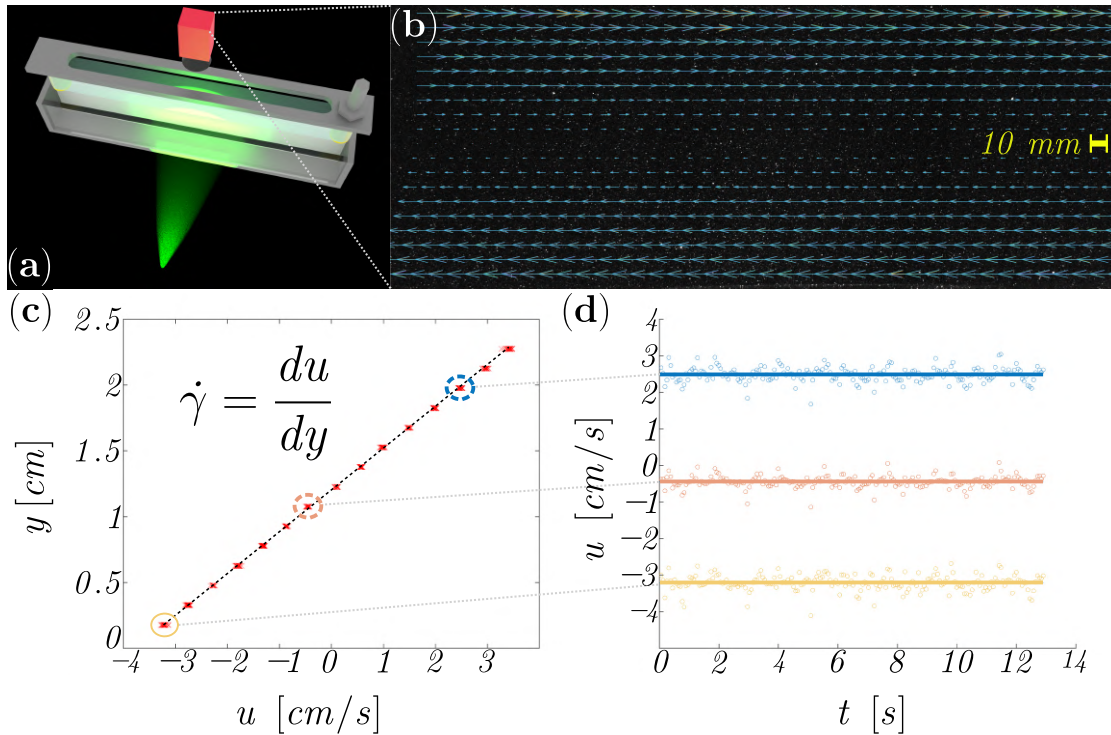 (a)
(b)
10 mm
(c)
2.5
2
1.5
1
0.5
0
y [cm]
γ̇ = du/dy
−4 −3 −2 −1 0 1 2 3
u [cm/s]
(d)
4
3
2
1
0
−1
−2
−3
−4
u [cm/s]
0 2 4 6 8 10 12 14
t [s]